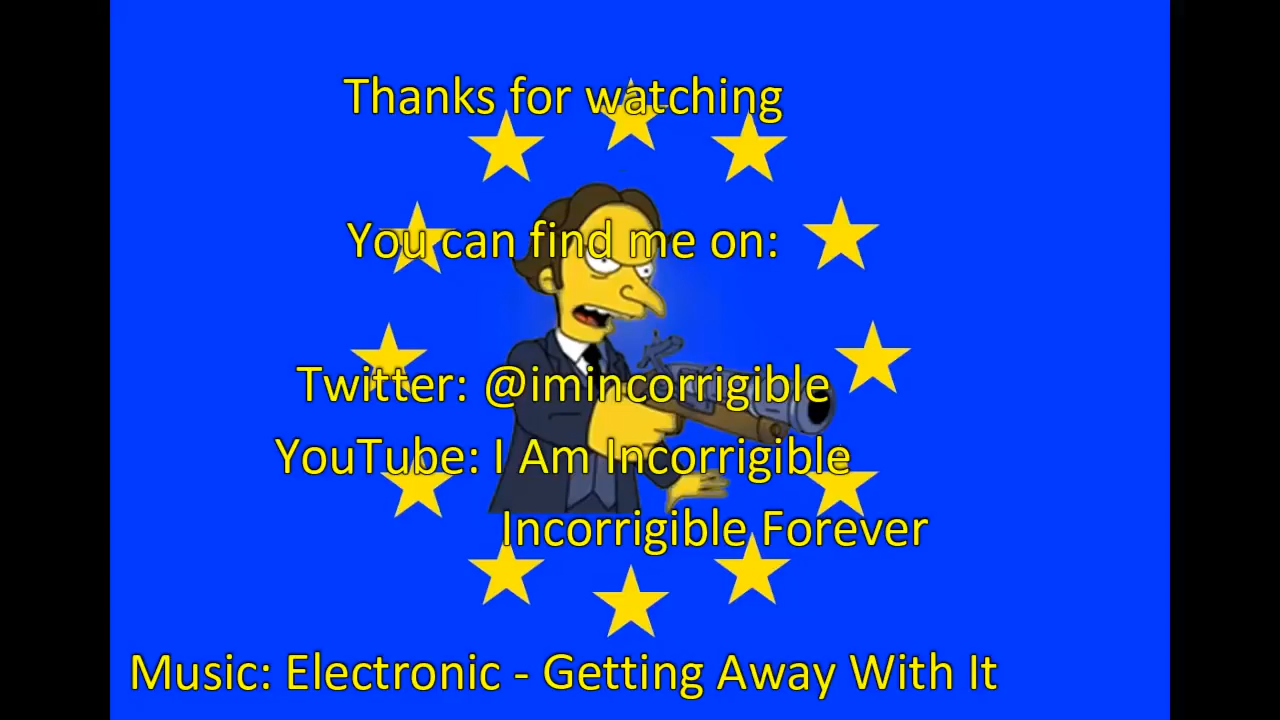 Thanks for watching
You can find me on:
Twitter: @imincorrigible
YouTube: I Am Incorrigible
Incorrigible Forever
Music: Electronic - Getting Away With It